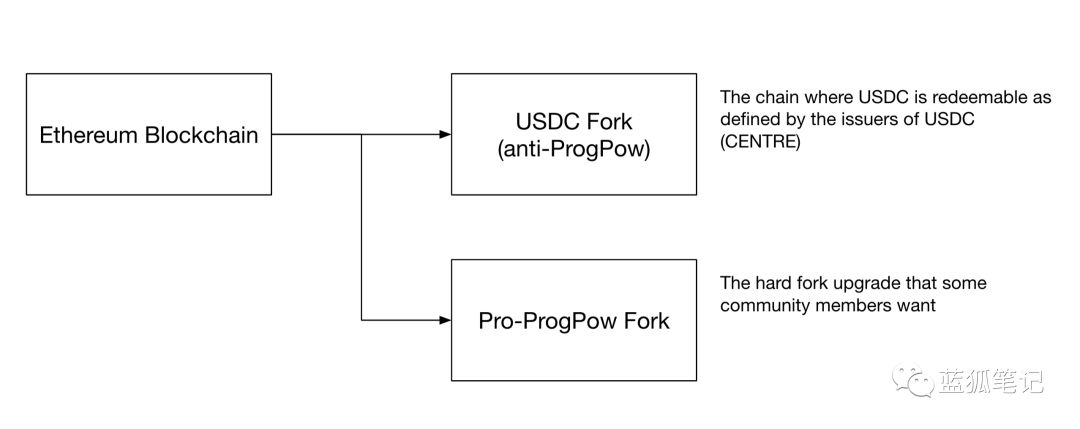 Ethereum Blockchain
USDC Fork
(anti-ProgPow)
The chain where USDC is redeemable as
defined by the issuers of USDC
(CENTRE)
Pro-ProgPow Fork
The hard fork upgrade that some
community members want
蓝狐笔记